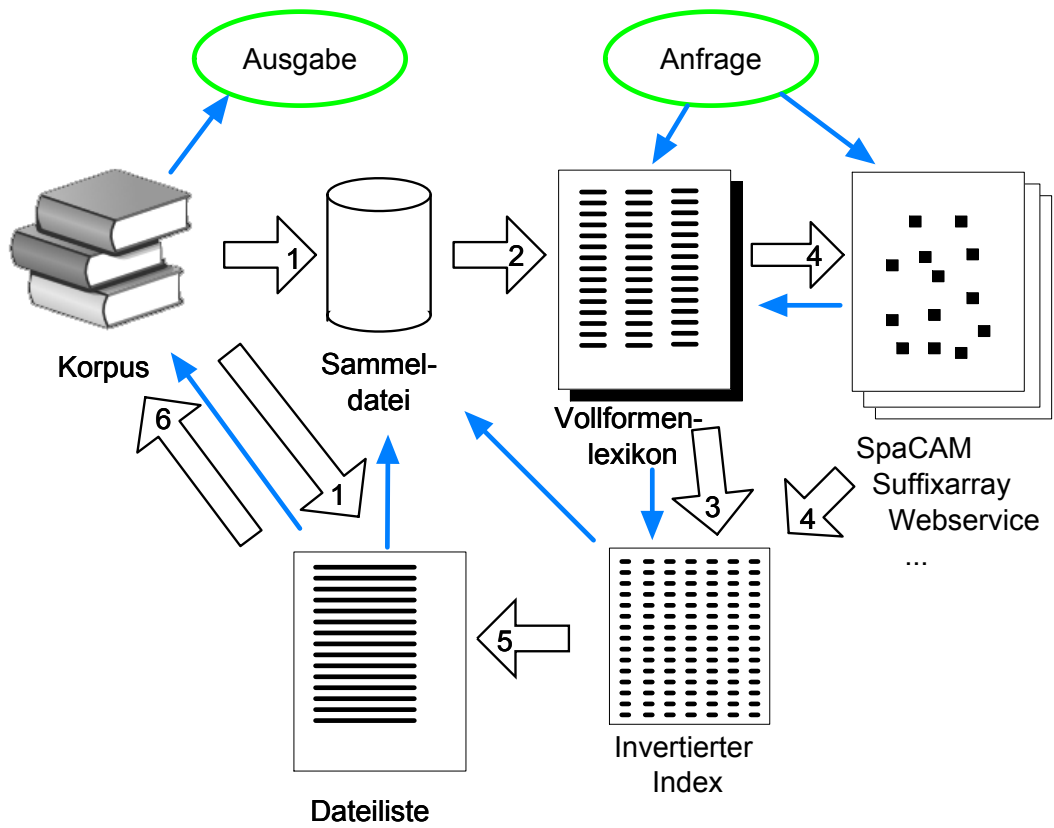 Ausgabe
Anfrage
1
2
4
Korpus
Sammel-
datei
Vollformen-
lexikon
SpaCAM
Suffixarray
Webservice
...
6
1
3
4
5
Invertierter
Index
Dateiliste